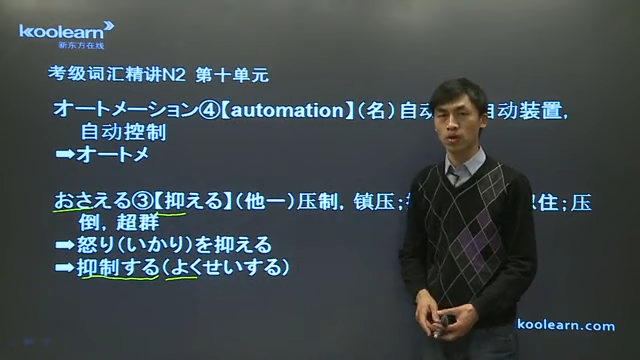 koolearn
新东方在线
考级词汇精讲N2 第十单元
オートメーション④【automation】(名)自动 自动装置,
自动控制
➡オートメ
おさえる③【抑える】(他一)压制, 镇压; 住; 压
倒, 超群
➡怒り(いかり)を抑える
➡抑制する(よくせいする)
koolearn.com